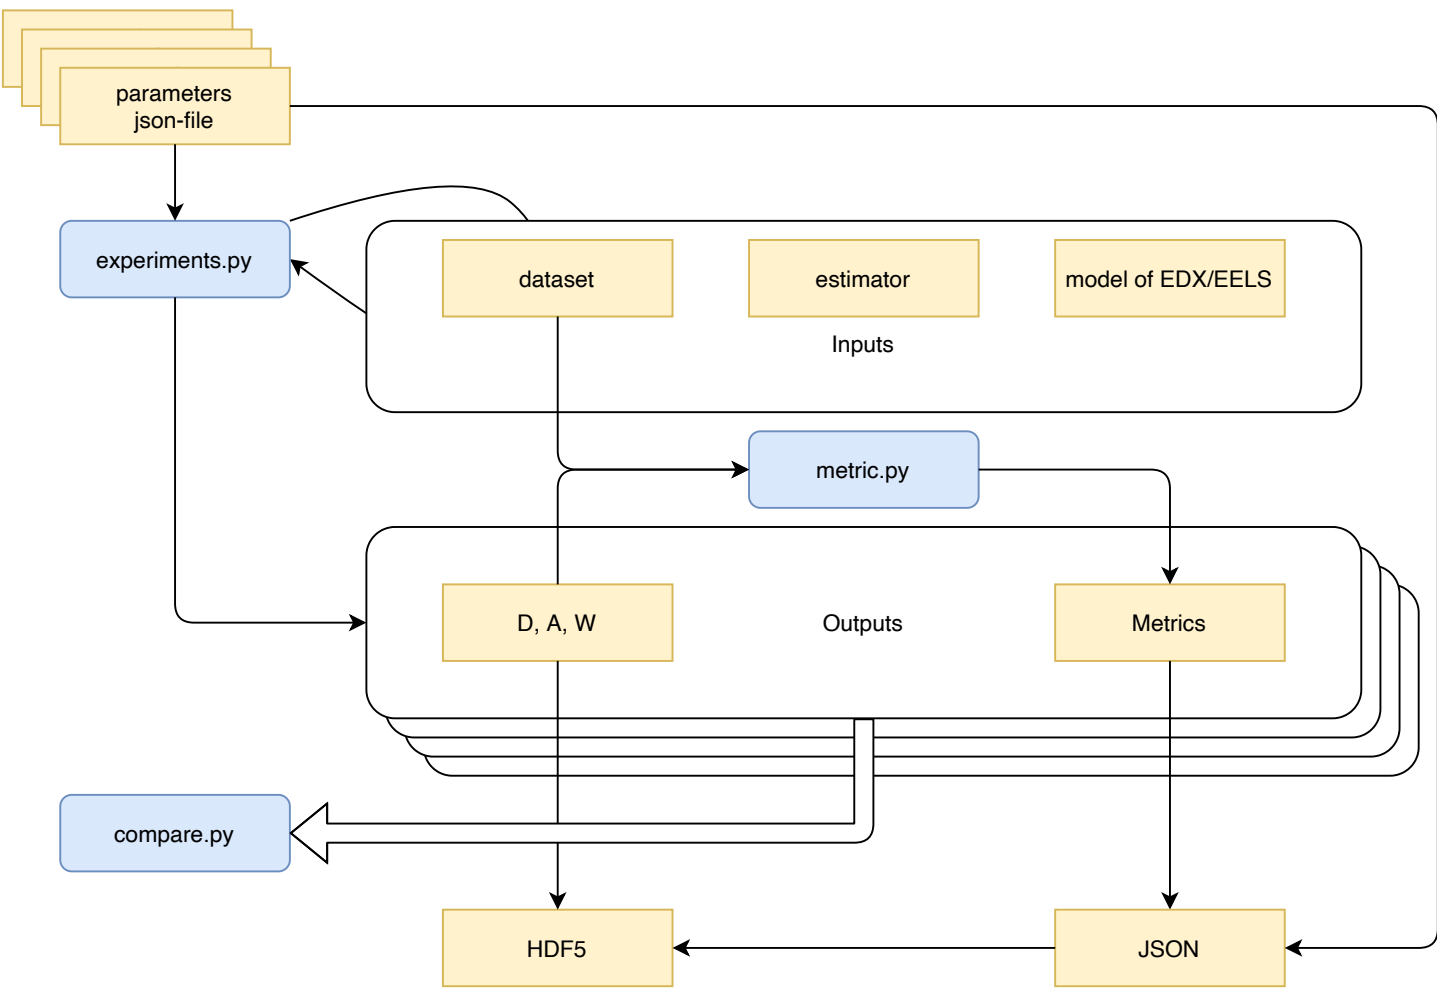 parameters
json-file
experiments.py
dataset
estimator
model of EDX/EELS
Inputs
metric.py
D, A, W
Outputs
Metrics
compare.py
HDF5
JSON